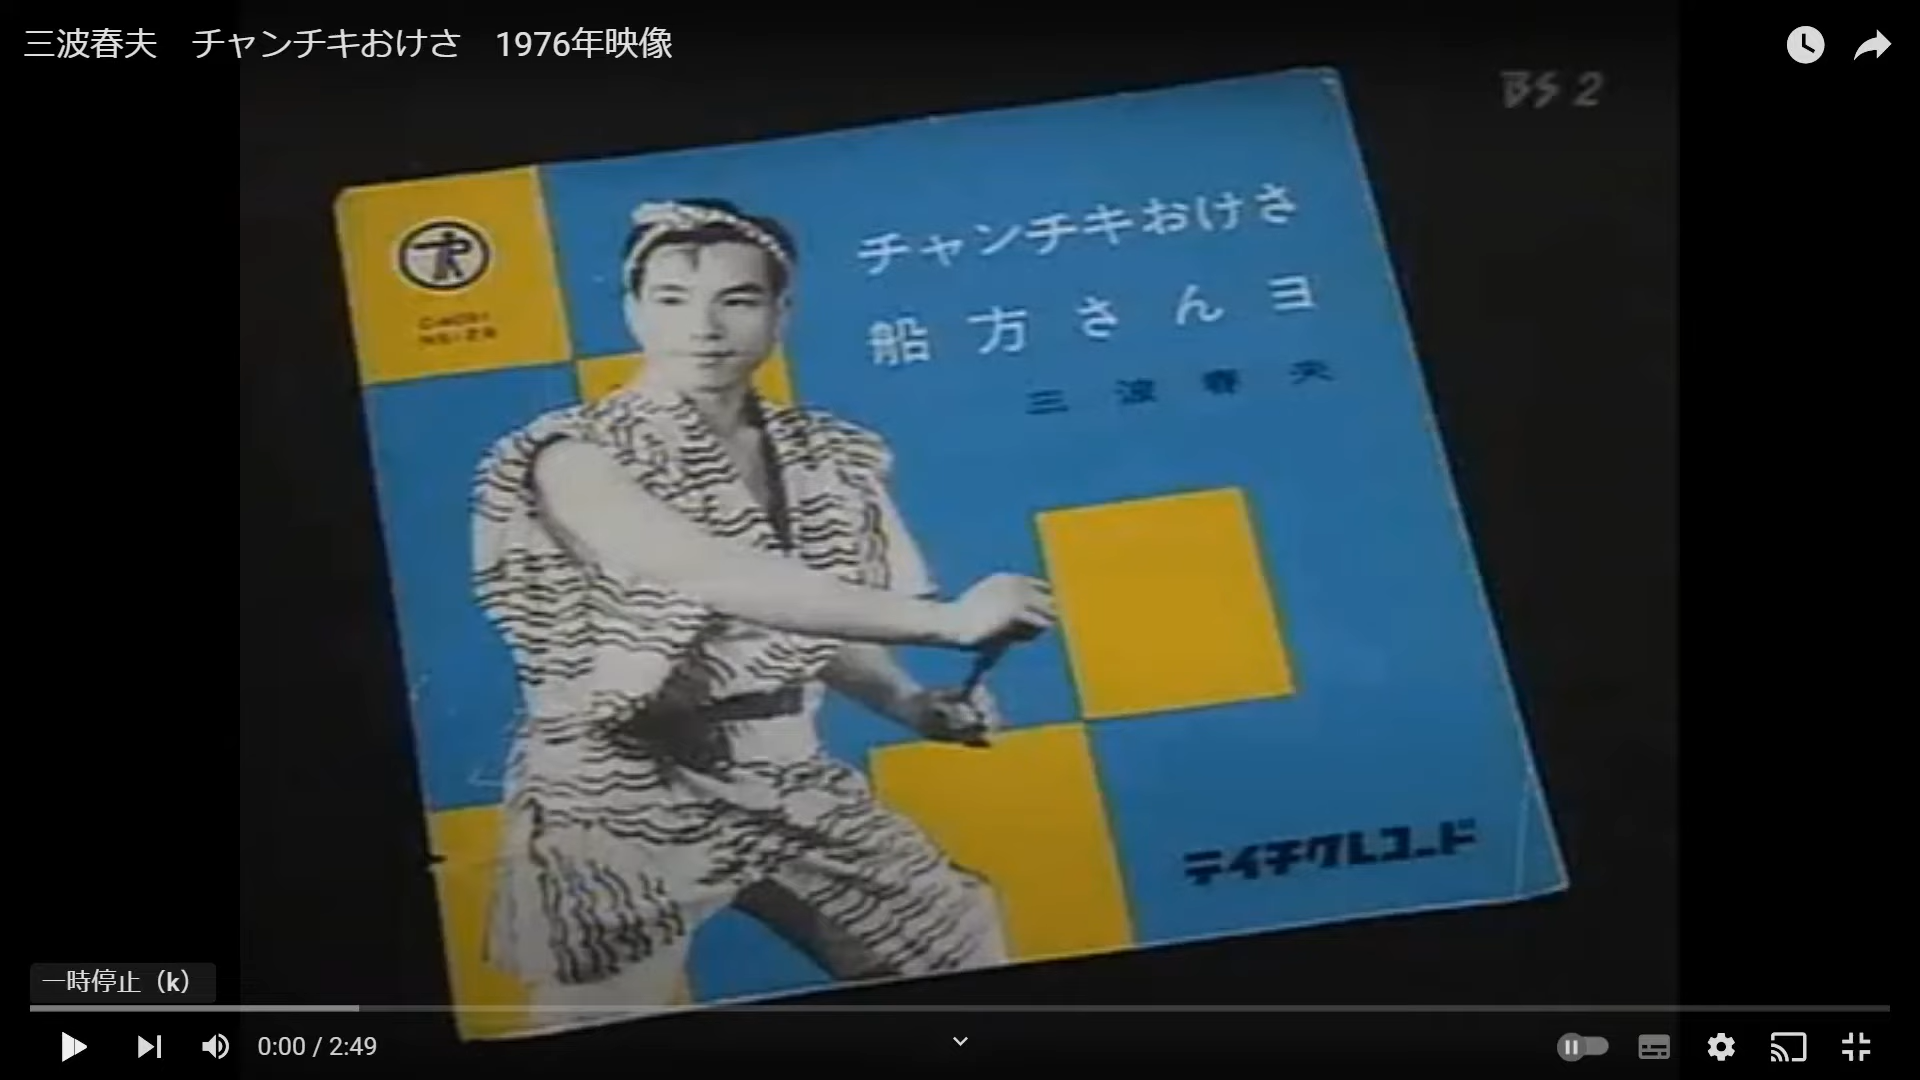 三波春夫　チャンチキおけさ　1976年映像
BS 2
チャンチキおけさ
船方さんヨ
三波春夫
テイチクレコード
一時停止（k）
0:00 / 2:49